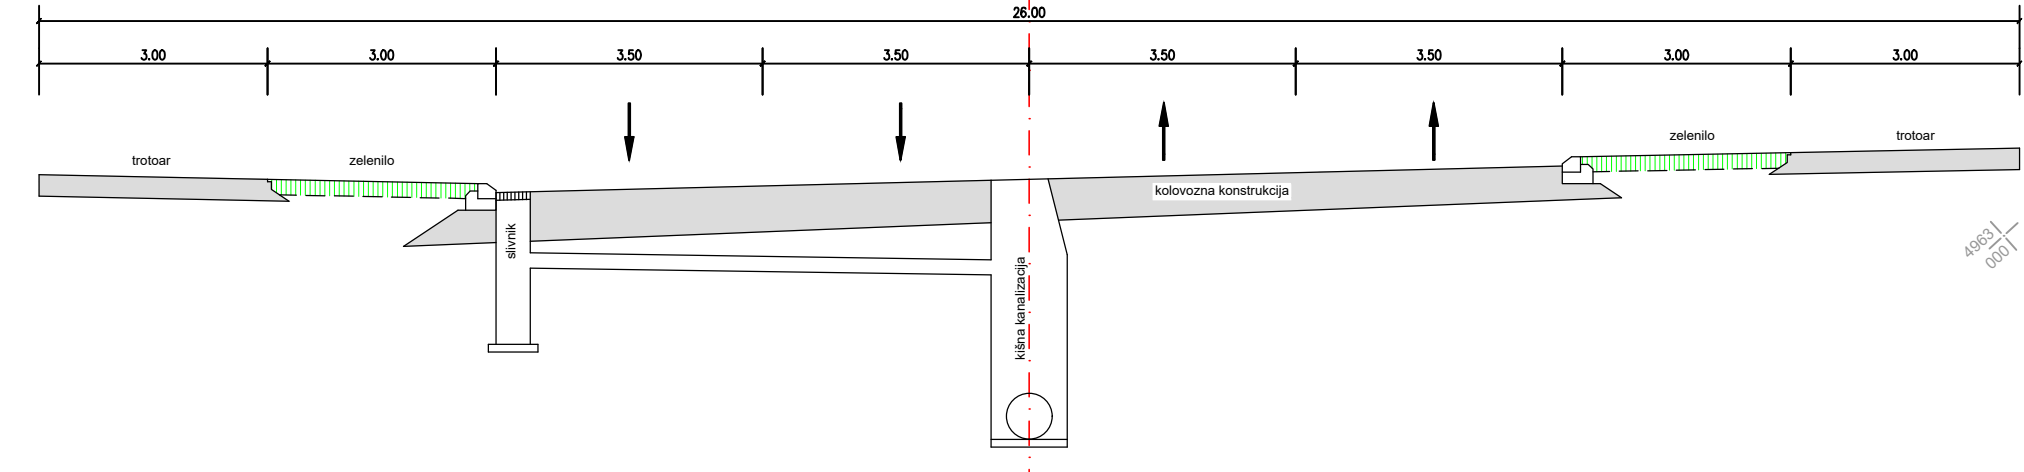 26.00
3.00 3.00 3.50 3.50 3.50 3.50 3.00 3.00
trotoar zelenilo zelenilo trotoar
kolovozna konstrukcija
slivnik
kišna kanalizacija
4963
000